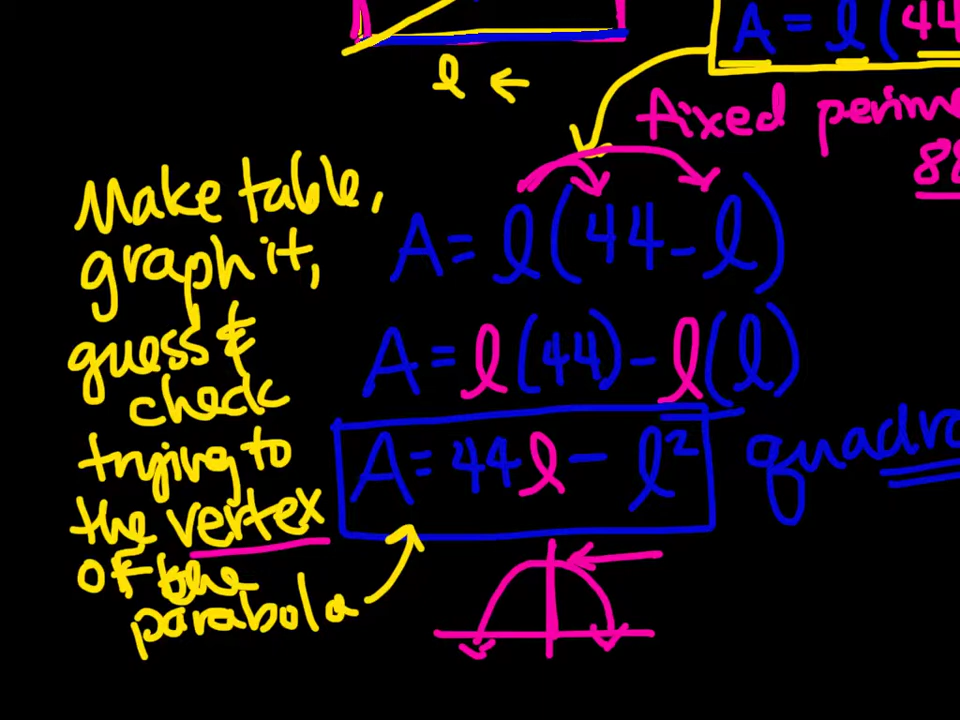 A = l(44
l ←
Fixed perim
88
Make table,
graph it,
guess &
check
trying to
the vertex
of the
parabola
A = l(44 - l)
A = l(44) - l(l)
A = 44l - l²
quadra